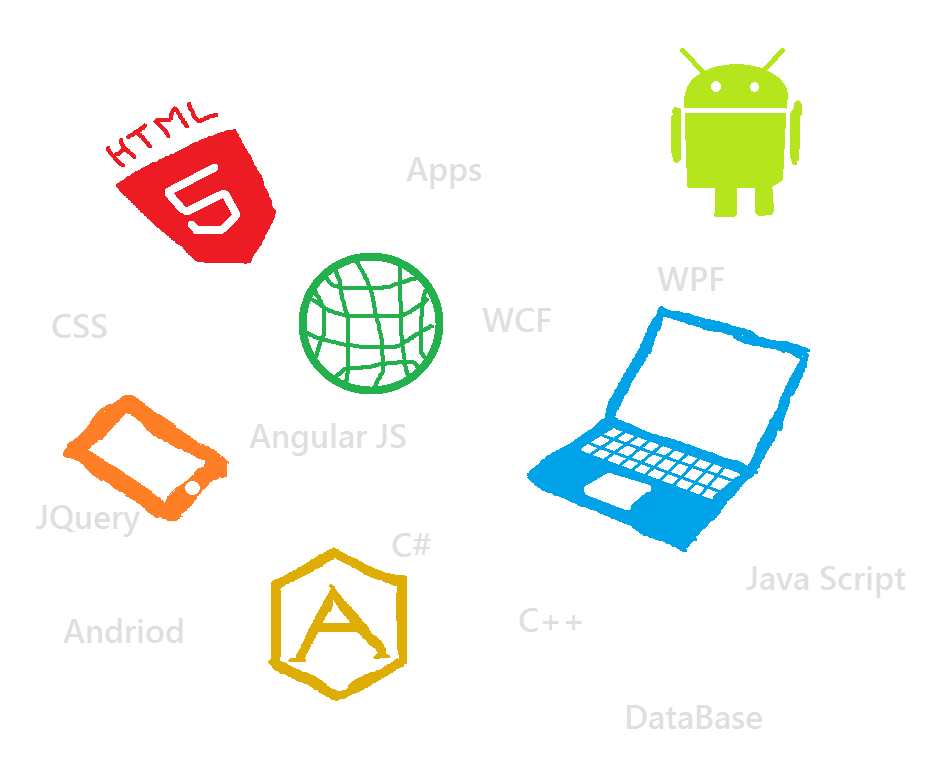 HTML
5
Apps
WPF
CSS
WCF
Angular JS
JQuery
C#
Java Script
Andriod
A
C++
DataBase